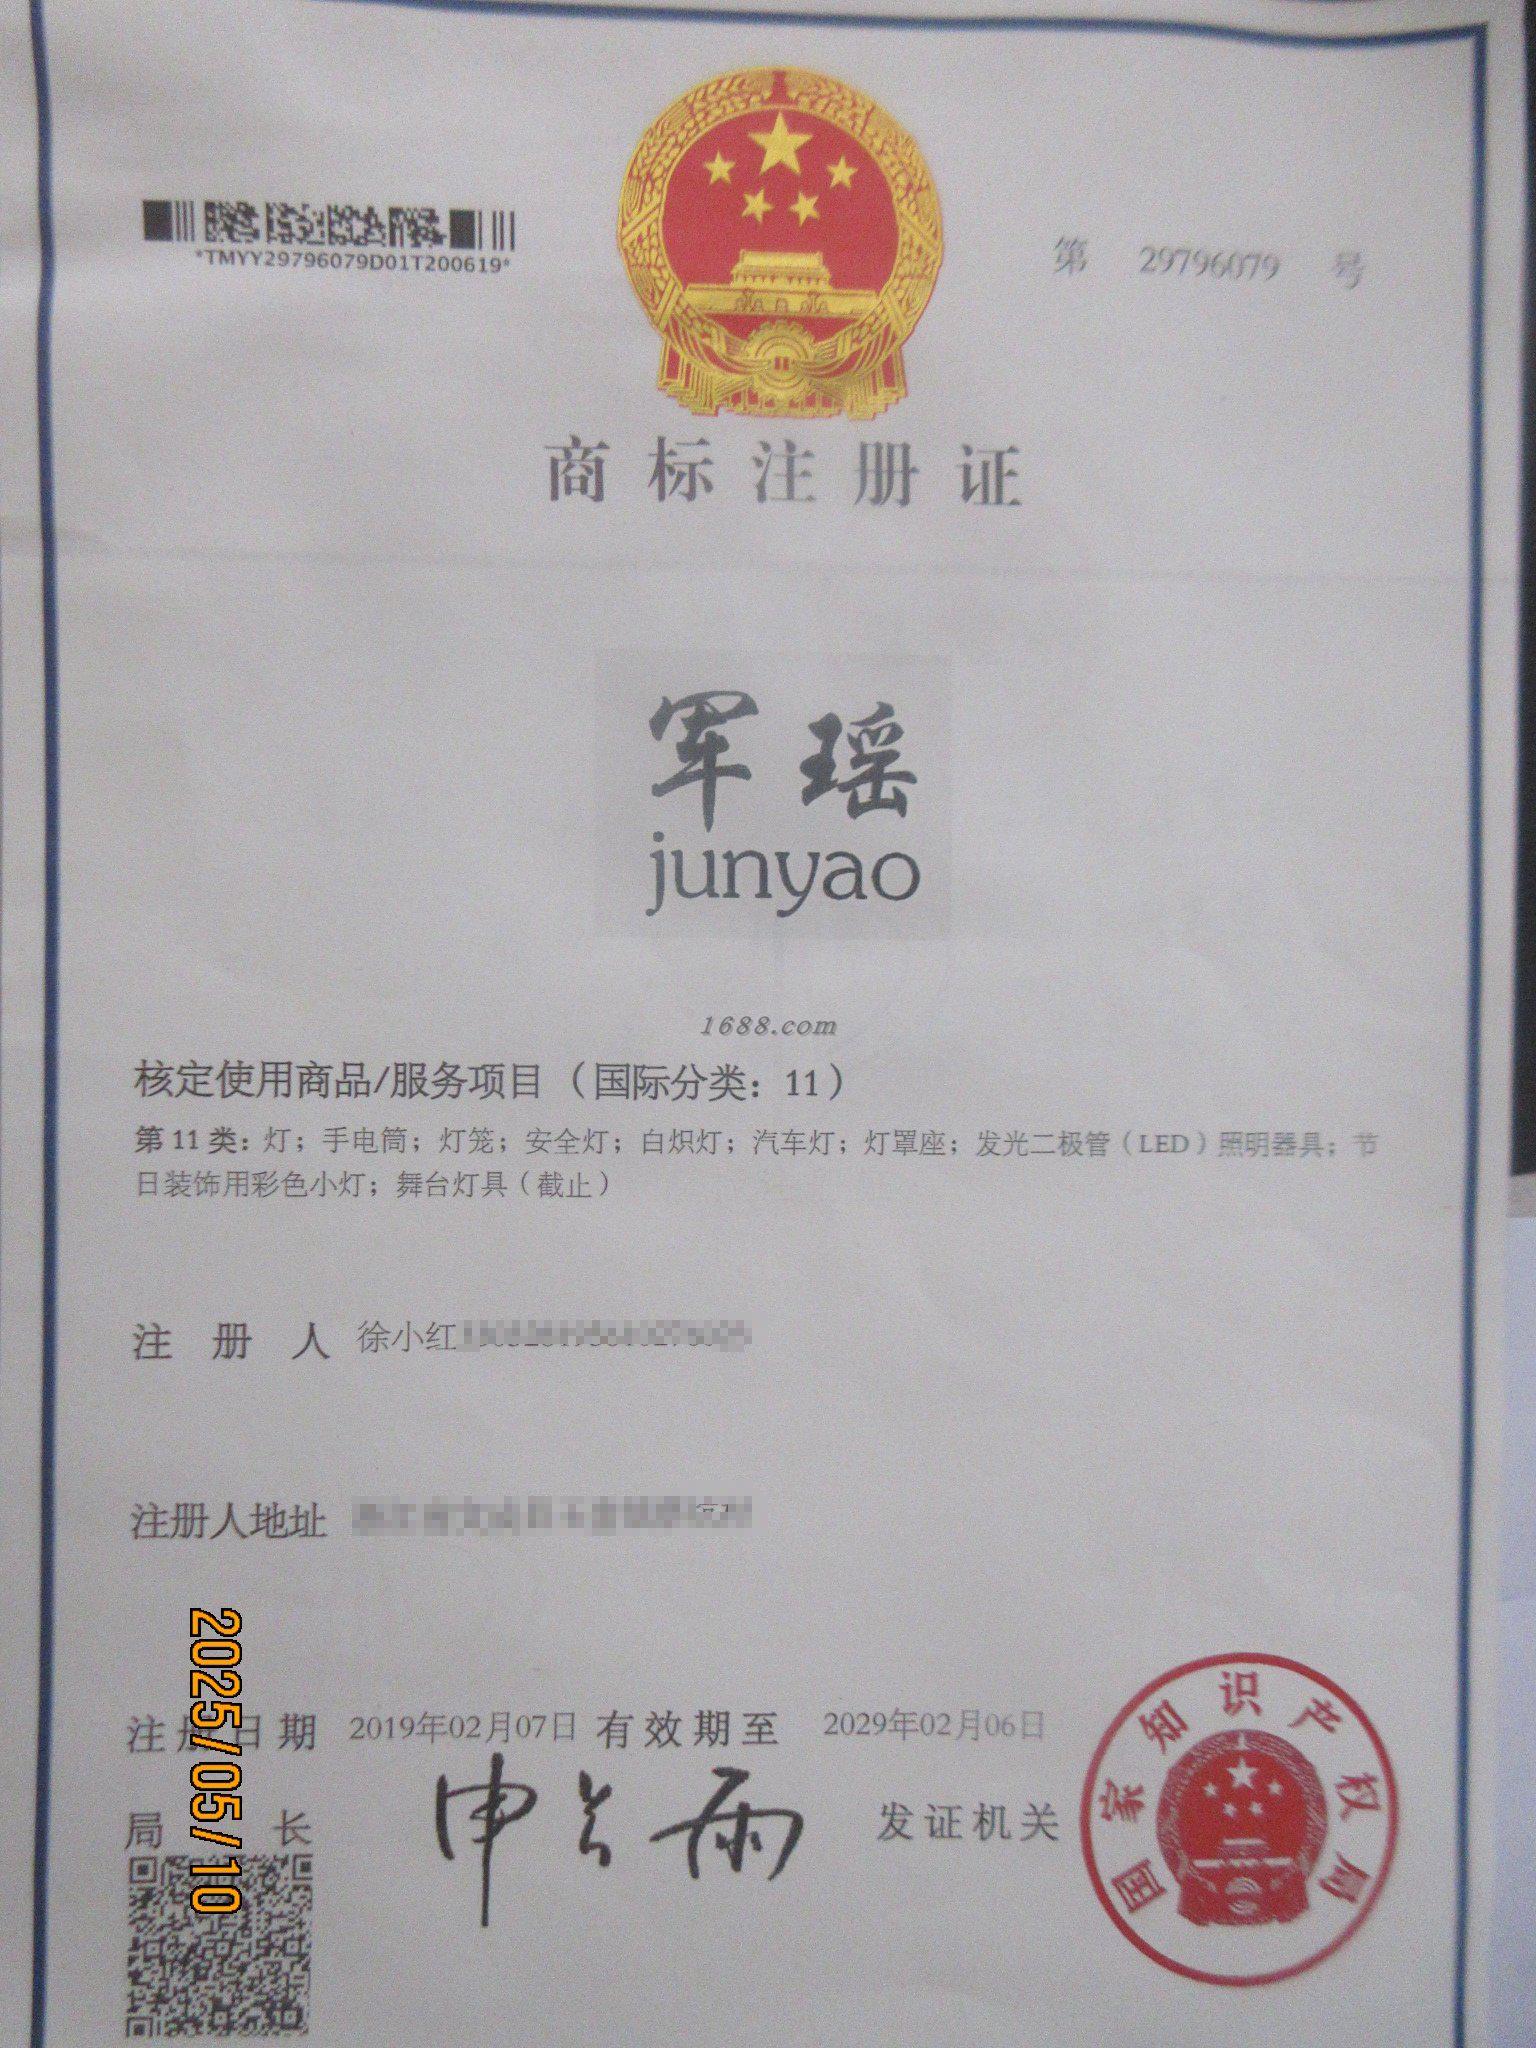 *TMYY29796079D01T200619*
第 29796079 号
商标注册证
军瑶
junyao
1688.com
核定使用商品/服务项目（国际分类：11）
第 11 类：灯；手电筒；灯笼；安全灯；白炽灯；汽车灯；灯罩座；发光二极管（LED）照明器具；节
日装饰用彩色小灯；舞台灯具（截止）
注册人 徐小红
注册人地址
注册日期 2019年02月07日 有效期至 2029年02月06日
局长 申长雨 发证机关
国家知识产权局
2025/05/10